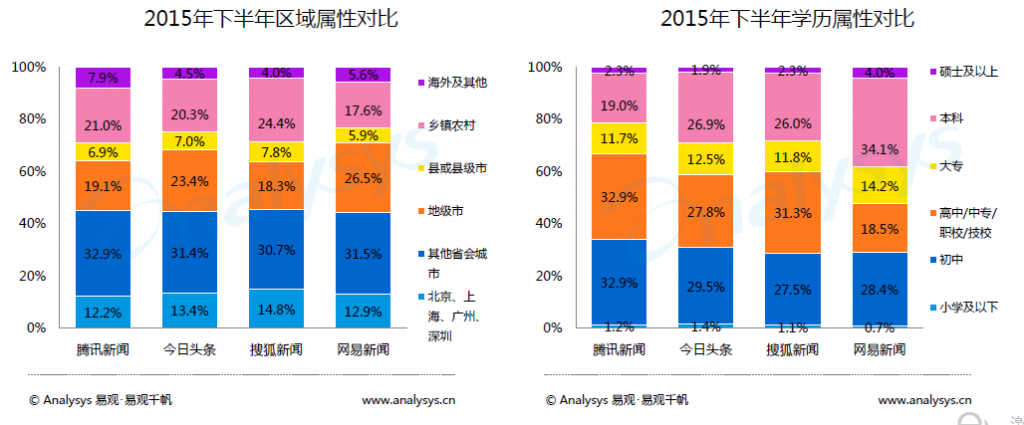 2015年下半年区域属性对比
100%
80%
60%
40%
20%
0%
7.9%
21.0%
6.9%
19.1%
32.9%
12.2%
4.5%
20.3%
7.0%
23.4%
31.4%
13.4%
4.0%
24.4%
7.8%
18.3%
30.7%
14.8%
5.6%
17.6%
5.9%
26.5%
31.5%
12.9%
腾讯新闻
今日头条
搜狐新闻
网易新闻
海外及其他
乡镇农村
县或县级市
地级市
其他省会城
市
北京、上
海、广州、
深圳
Analysys
© Analysys 易观·易观千帆
www.analysys.cn
2015年下半年学历属性对比
100%
80%
60%
40%
20%
0%
2.3%
19.0%
11.7%
32.9%
32.9%
1.2%
1.9%
26.9%
12.5%
27.8%
29.5%
1.4%
2.3%
26.0%
11.8%
31.3%
27.5%
1.1%
4.0%
34.1%
14.2%
18.5%
28.4%
0.7%
腾讯新闻
今日头条
搜狐新闻
网易新闻
硕士及以上
本科
大专
高中/中专/
职校/技校
初中
小学及以下
Analysys
© Analysys 易观·易观千帆
www.analysys.cn